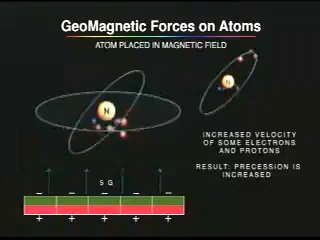 GeoMagnetic Forces on Atoms
ATOM PLACED IN MAGNETIC FIELD
N
N
INCREASED VELOCITY
OF SOME ELECTRONS
AND PROTONS
RESULT: PRECESSION IS
INCREASED
5 G
− − − − −
+ + + + +